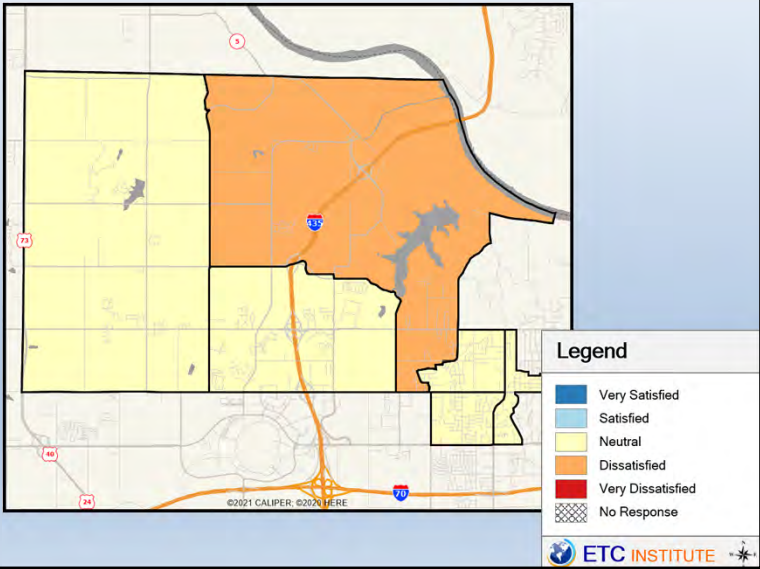 5
435
73
Legend
Very Satisfied
Satisfied
Neutral
Dissatisfied
Very Dissatisfied
No Response
40
24
70
©2021 CALIPER; ©2020 HERE
ETC INSTITUTE